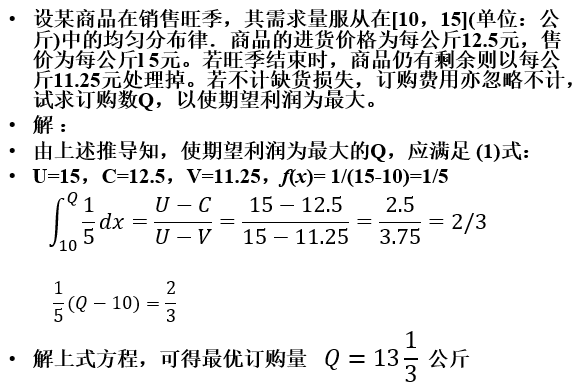 • 设某商品在销售旺季，其需求量服从在[10，15](单位：公
斤)中的均匀分布律．商品的进货价格为每公斤12.5元，售
价为每公斤15元。若旺季结束时，商品仍有剩余则以每公
斤11.25元处理掉。若不计缺货损失，订购费用亦忽略不计，
试求订购数Q，以使期望利润为最大。
• 解：
• 由上述推导知，使期望利润为最大的Q，应满足 (1)式：
• U=15，C=12.5，V=11.25，f(x)= 1/(15-10)=1/5
∫₁₀^Q 1/5 dx = (U − C)/(U − V) = (15 − 12.5)/(15 − 11.25) = 2.5/3.75 = 2/3
1/5 (Q − 10) = 2/3
• 解上式方程，可得最优订购量 Q = 13 1/3 公斤